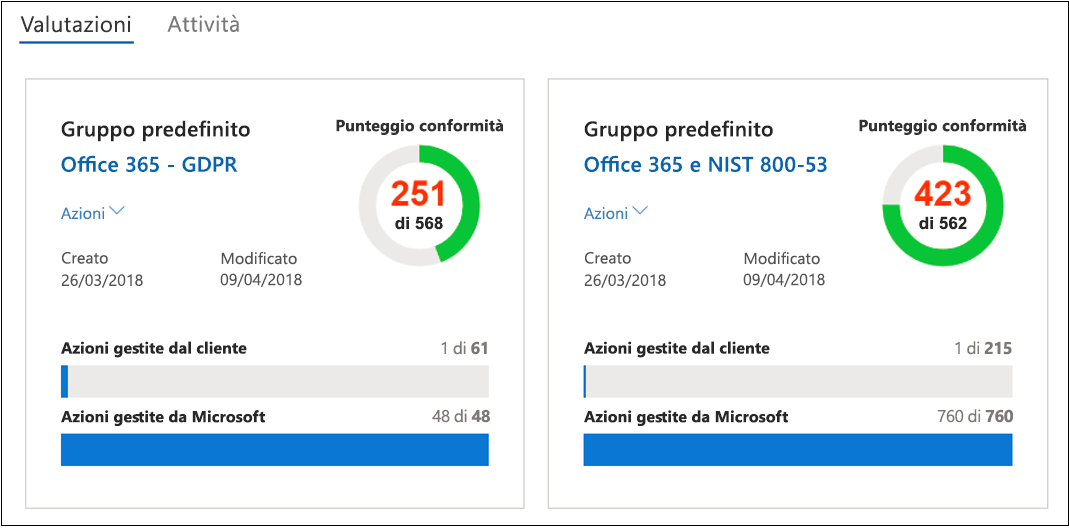 Valutazioni Attività
Gruppo predefinito
Office 365 - GDPR
Azioni
Punteggio conformità
251
di 568
Creato
26/03/2018
Modificato
09/04/2018
Azioni gestite dal cliente 1 di 61
Azioni gestite da Microsoft 48 di 48
Gruppo predefinito
Office 365 e NIST 800-53
Azioni
Punteggio conformità
423
di 562
Creato
26/03/2018
Modificato
09/04/2018
Azioni gestite dal cliente 1 di 215
Azioni gestite da Microsoft 760 di 760